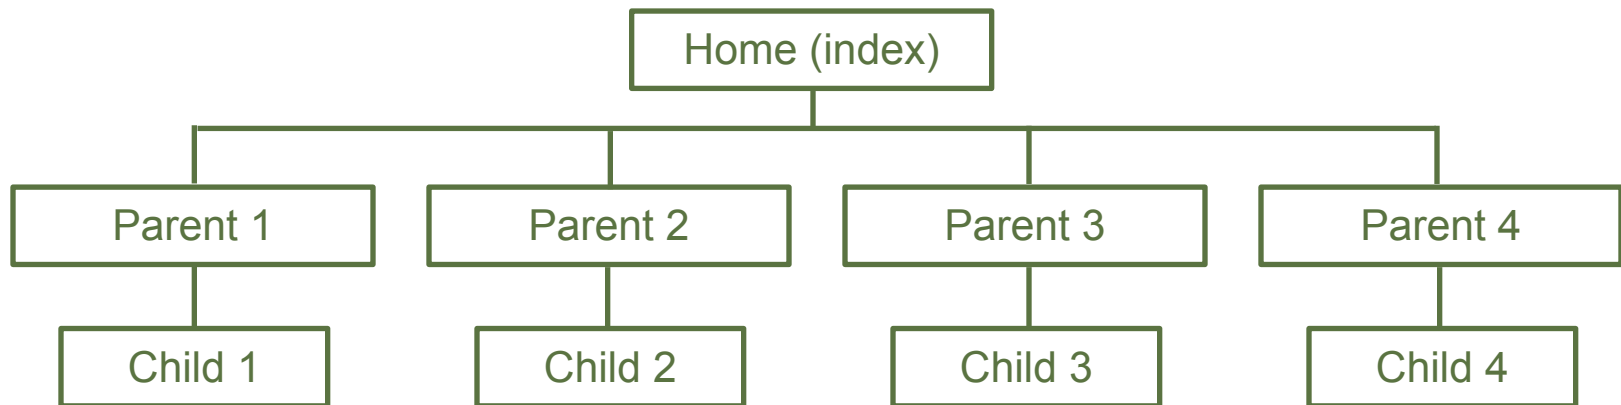 Home (index)
Parent 1
Parent 2
Parent 3
Parent 4
Child 1
Child 2
Child 3
Child 4